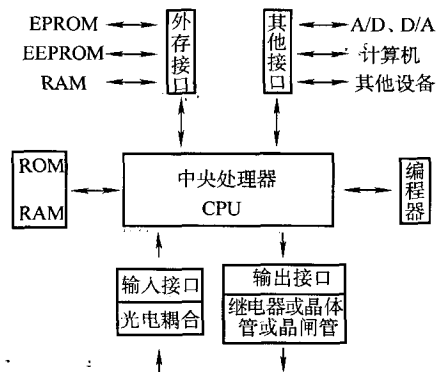 EPROM
EEPROM
RAM
外存接口
其他接口
A/D、D/A
计算机
其他设备
ROM
RAM
中央处理器
CPU
编程器
输入接口
光电耦合
输出接口
继电器或晶体
管或晶闸管